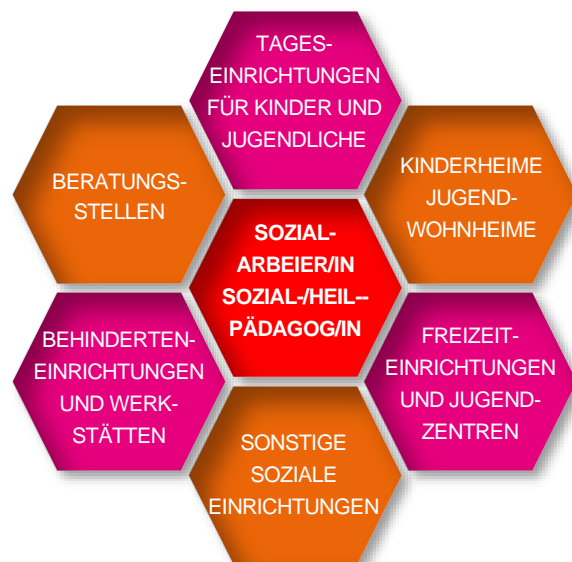 TAGES-
EINRICHTUNGEN
FÜR KINDER UND
JUGENDLICHE
BERATUNGS-
STELLEN
KINDERHEIME
JUGEND-
WOHNHEIME
SOZIAL-
ARBEIER/IN
SOZIAL-/HEIL--
PÄDAGOG/IN
BEHINDERTEN-
EINRICHTUNGEN
UND WERK-
STÄTTEN
FREIZEIT-
EINRICHTUNGEN
UND JUGEND-
ZENTREN
SONSTIGE
SOZIALE
EINRICHTUNGEN